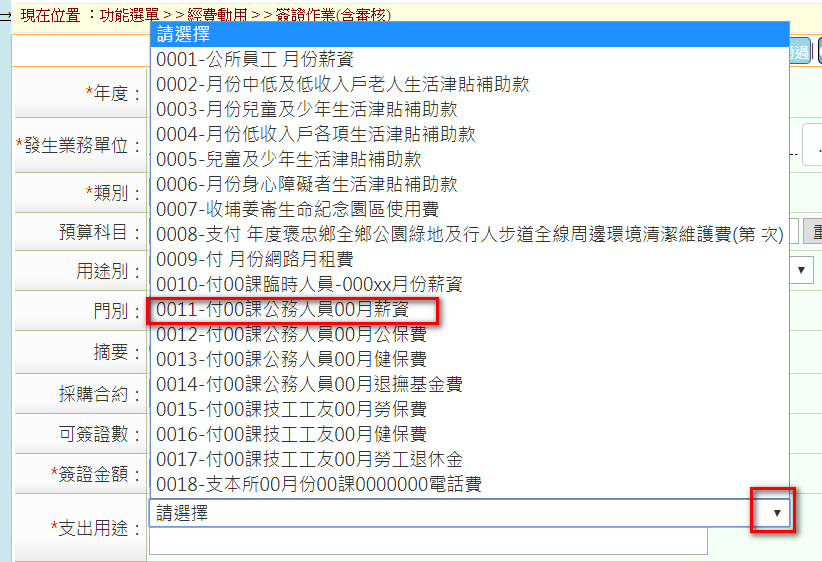 現在位置 ：功能選單 >> 經費動用 >> 簽證作業(含審核)
請選擇
0001-公所員工 月份薪資
*年度：
0002-月份中低及低收入戶老人生活津貼補助款
0003-月份兒童及少年生活津貼補助款
*發生業務單位：
0004-月份低收入戶各項生活津貼補助款
0005-兒童及少年生活津貼補助款
*類別：
0006-月份身心障礙者生活津貼補助款
0007-收埔姜崙生命紀念園區使用費
預算科目：
0008-支付 年度褒忠鄉全鄉公園綠地及行人步道全線周邊環境清潔維護費(第 次)
0009-付 月份網路月租費
用途別：
0010-付00課臨時人員-000xx月份薪資
門別：
0011-付00課公務人員00月薪資
0012-付00課公務人員00月公保費
摘要：
0013-付00課公務人員00月健保費
0014-付00課公務人員00月退撫基金費
採購合約：
0015-付00課技工工友00月勞保費
可簽證數：
0016-付00課技工工友00月健保費
0017-付00課技工工友00月勞工退休金
*簽證金額：
0018-支本所00月份00課0000000電話費
*支出用途：
請選擇